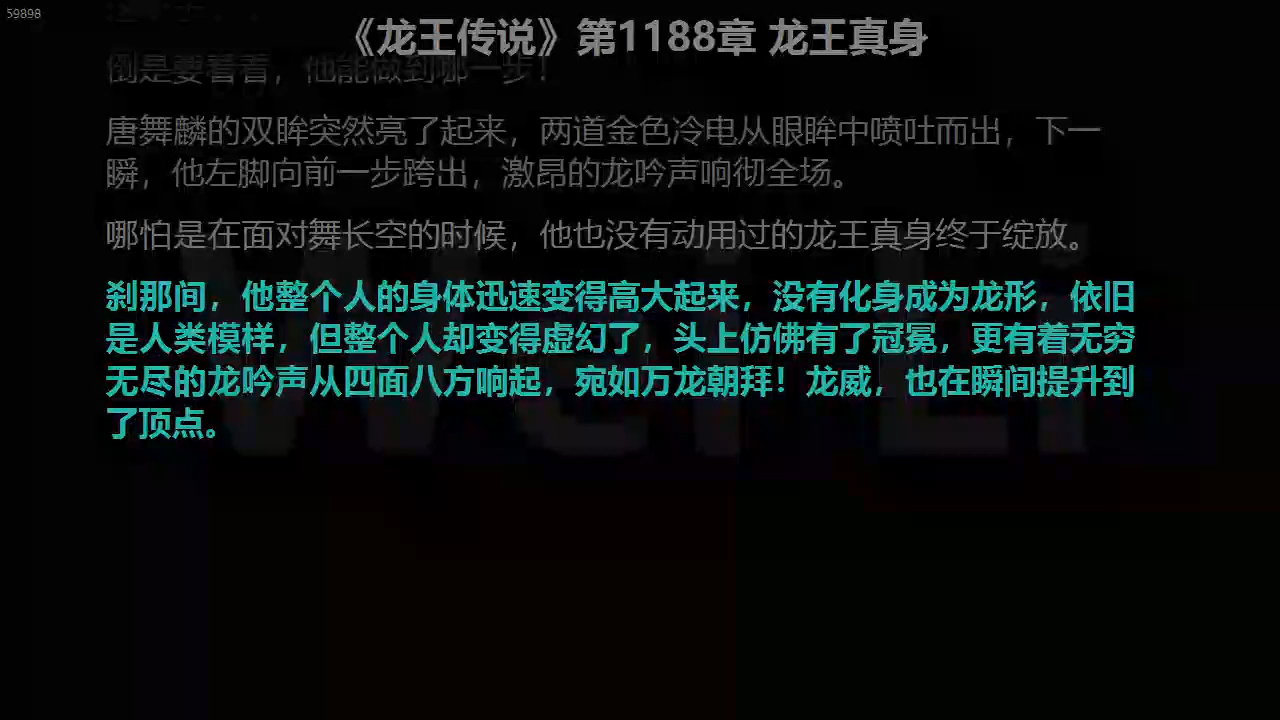 59898
《龙王传说》第1188章 龙王真身
倒是要看看，他能做到哪一步！
唐舞麟的双眸突然亮了起来，两道金色冷电从眼眸中喷吐而出，下一
瞬，他左脚向前一步跨出，激昂的龙吟声响彻全场。
哪怕是在面对舞长空的时候，他也没有动用过的龙王真身终于绽放。
刹那间，他整个人的身体迅速变得高大起来，没有化身成为龙形，依旧
是人类模样，但整个人却变得虚幻了，头上仿佛有了冠冕，更有着无穷
无尽的龙吟声从四面八方响起，宛如万龙朝拜！龙威，也在瞬间提升到
了顶点。
Wei Li